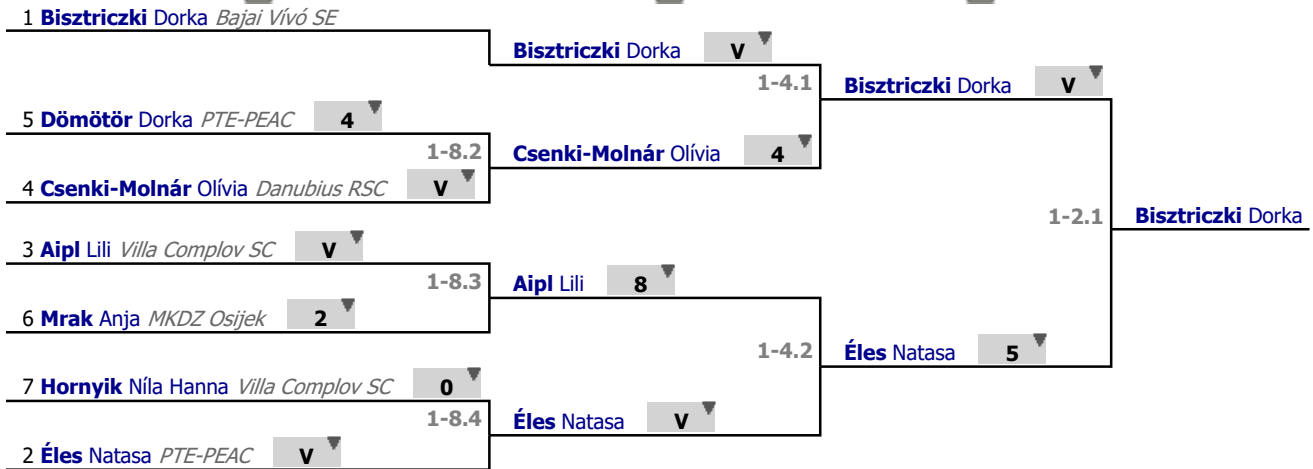 1 Bisztriczki Dorka Bajai Vívó SE
Bisztriczki Dorka V
1-4.1
Bisztriczki Dorka V
5 Dömötör Dorka PTE-PEAC 4
1-8.2
Csenki-Molnár Olívia 4
4 Csenki-Molnár Olívia Danubius RSC V
1-2.1
Bisztriczki Dorka
3 Aipl Lili Villa Complov SC V
1-8.3
Aipl Lili 8
6 Mrak Anja MKDZ Osijek 2
1-4.2
Éles Natasa 5
7 Hornyik Níla Hanna Villa Complov SC 0
1-8.4
Éles Natasa V
2 Éles Natasa PTE-PEAC V